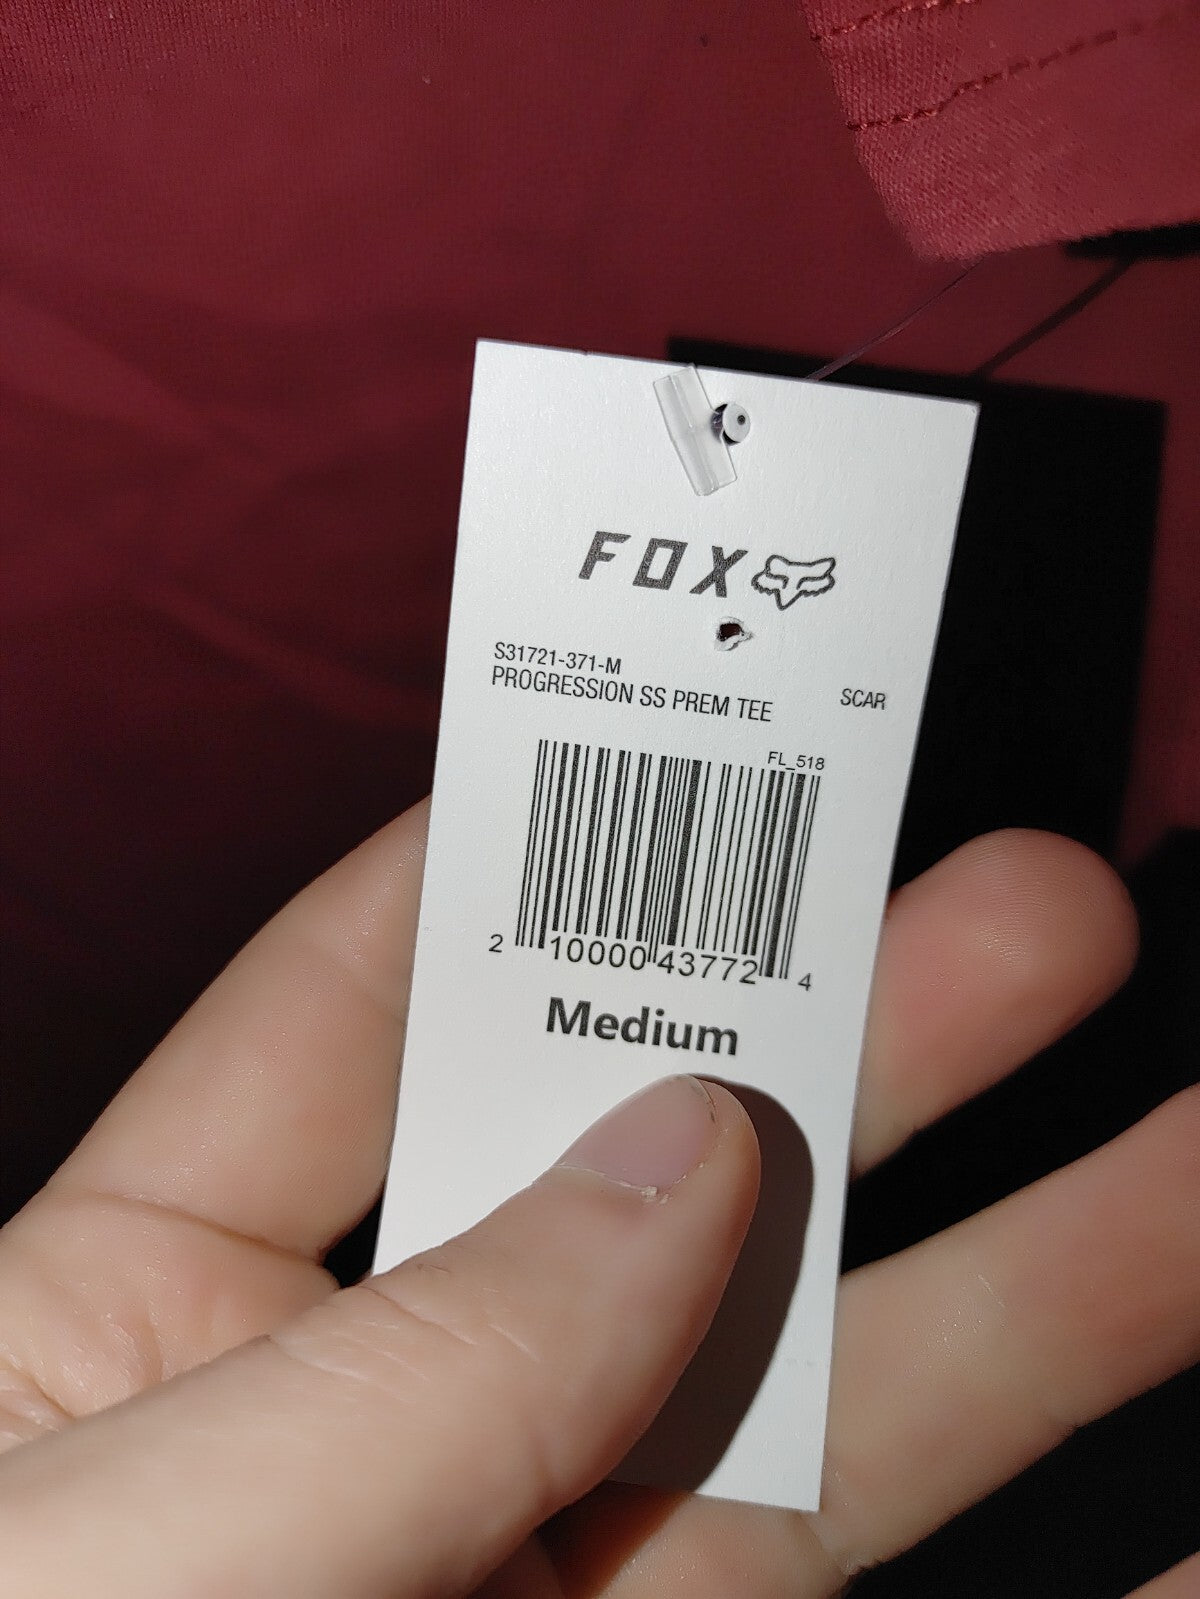 FOX
S31721-371-M
PROGRESSION SS PREM TEE SCAR
FL_518
2 10000 43772 4
Medium